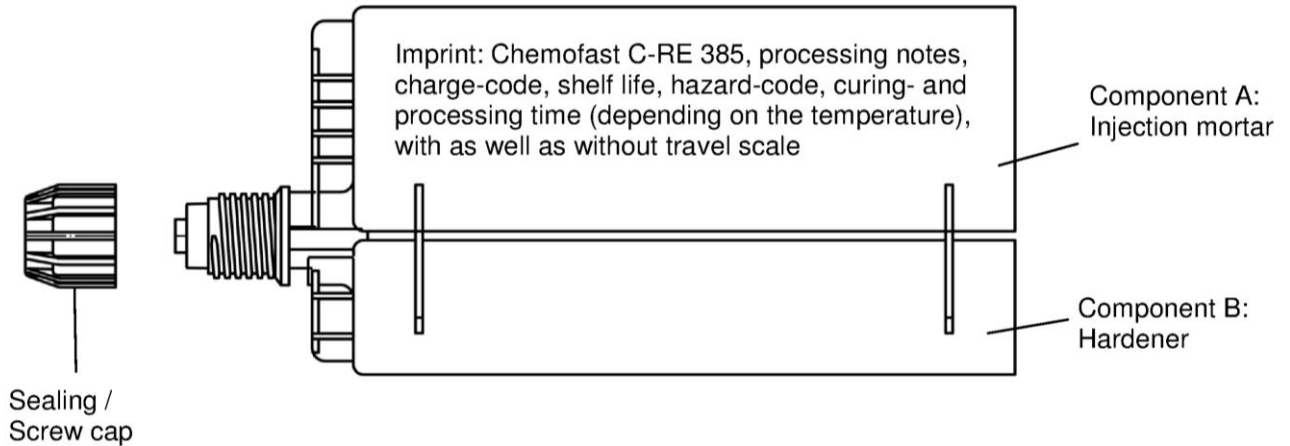 Imprint: Chemofast C-RE 385, processing notes,
charge-code, shelf life, hazard-code, curing- and
processing time (depending on the temperature),
with as well as without travel scale
Component A:
Injection mortar
Component B:
Hardener
Sealing /
Screw cap